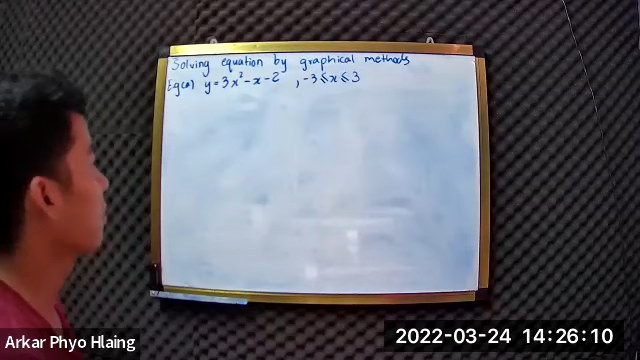 Solving equation by graphical methods
Eg(1) y = 3x² - x - 2 , -3 ≤ x ≤ 3
Arkar Phyo Hlaing
2022-03-24 14:26:10